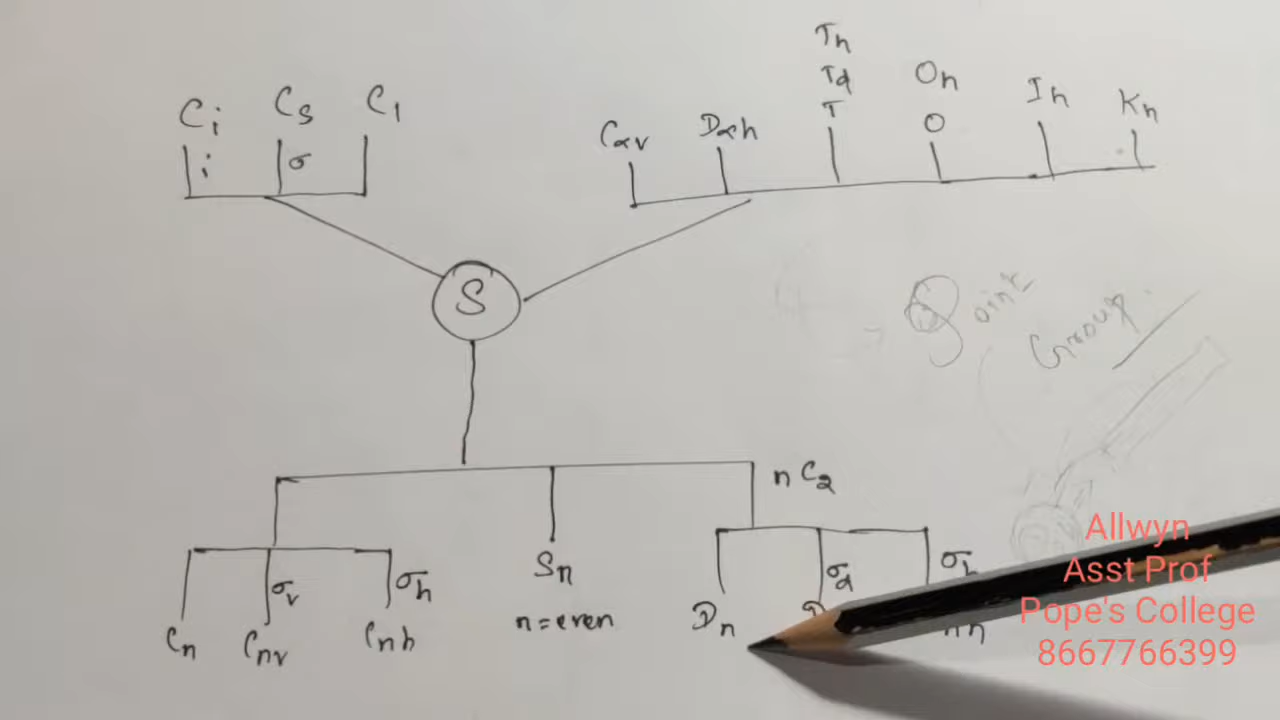 Ci Cs C1
i σ
Th
Td
T
Oh
O
Ih
Kh
C∝v D∝h
S
Point
Group
nC2
σv σh
Sn
n=even
σd σh
Cn Cnv Cnh
Dn
Allwyn
Asst Prof
Pope's College
8667766399